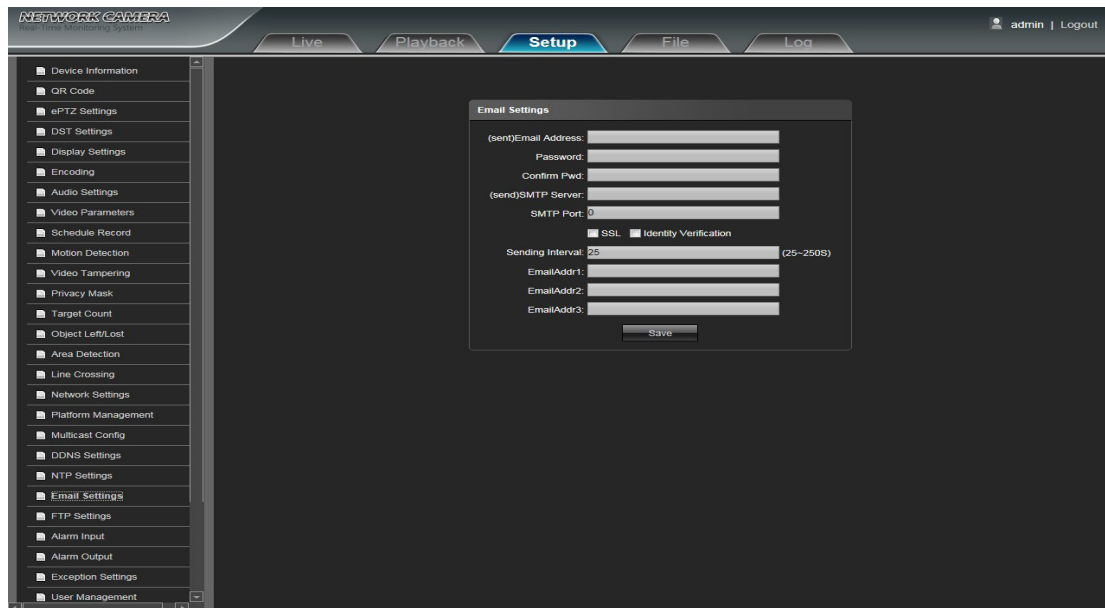 NETWORK CAMERA
Real-Time Monitoring System
admin | Logout
Live
Playback
Setup
File
Log
Device Information
QR Code
ePTZ Settings
DST Settings
Display Settings
Encoding
Audio Settings
Video Parameters
Schedule Record
Motion Detection
Video Tampering
Privacy Mask
Target Count
Object Left/Lost
Area Detection
Line Crossing
Network Settings
Platform Management
Multicast Config
DDNS Settings
NTP Settings
Email Settings
FTP Settings
Alarm Input
Alarm Output
Exception Settings
User Management
Email Settings
(sent)Email Address:
Password:
Confirm Pwd:
(send)SMTP Server:
SMTP Port: 0
SSL Identity Verification
Sending Interval: 25 (25~250S)
EmailAddr1:
EmailAddr2:
EmailAddr3:
Save